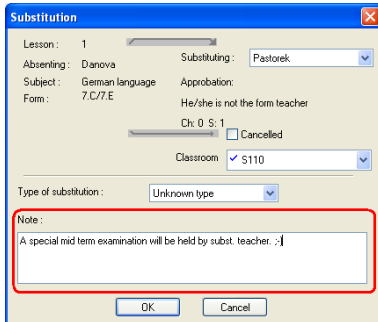 Substitution
Lesson : 1
Substituting : Pastorek
Absenting : Danova
Subject : German language
Approbation:
Form : 7.C/7.E
He/she is not the form teacher
Ch: 0 S: 1
Cancelled
Classroom S110
Type of substitution : Unknown type
Note :
A special mid term examination will be held by subst. teacher. ;-)
OK Cancel